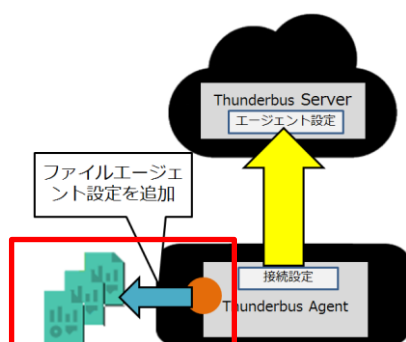 Thunderbus Server
エージェント設定
ファイルエージェ
ント設定を追加
接続設定
Thunderbus Agent